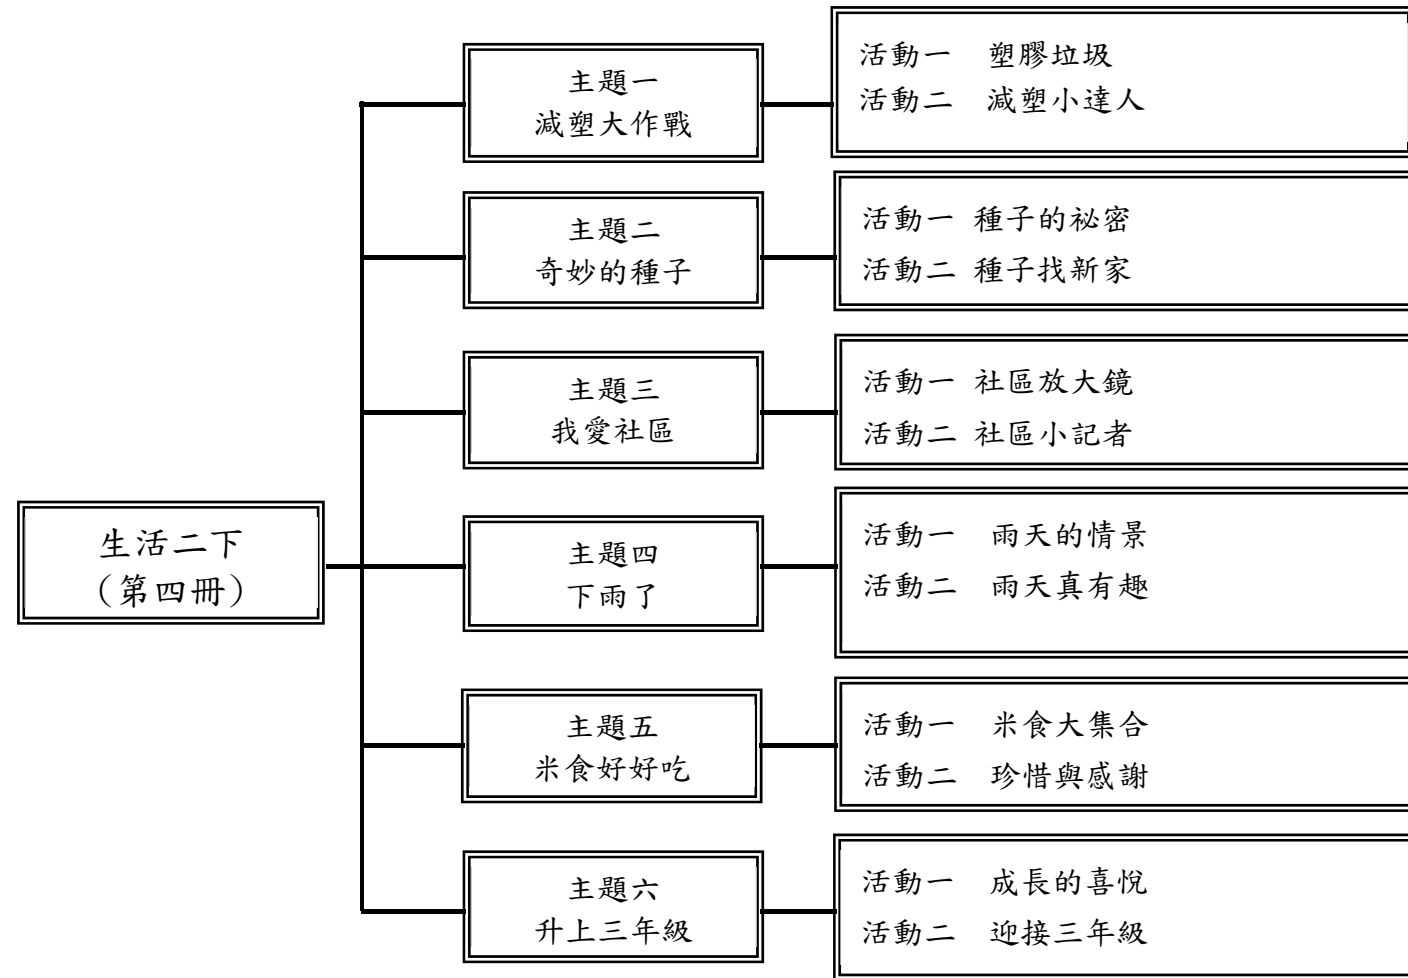 生活二下
（第四冊）
主題一
減塑大作戰
活動一　塑膠垃圾
活動二　減塑小達人
主題二
奇妙的種子
活動一 種子的祕密
活動二 種子找新家
主題三
我愛社區
活動一 社區放大鏡
活動二 社區小記者
主題四
下雨了
活動一　雨天的情景
活動二　雨天真有趣
主題五
米食好好吃
活動一　米食大集合
活動二　珍惜與感謝
主題六
升上三年級
活動一　成長的喜悅
活動二　迎接三年級